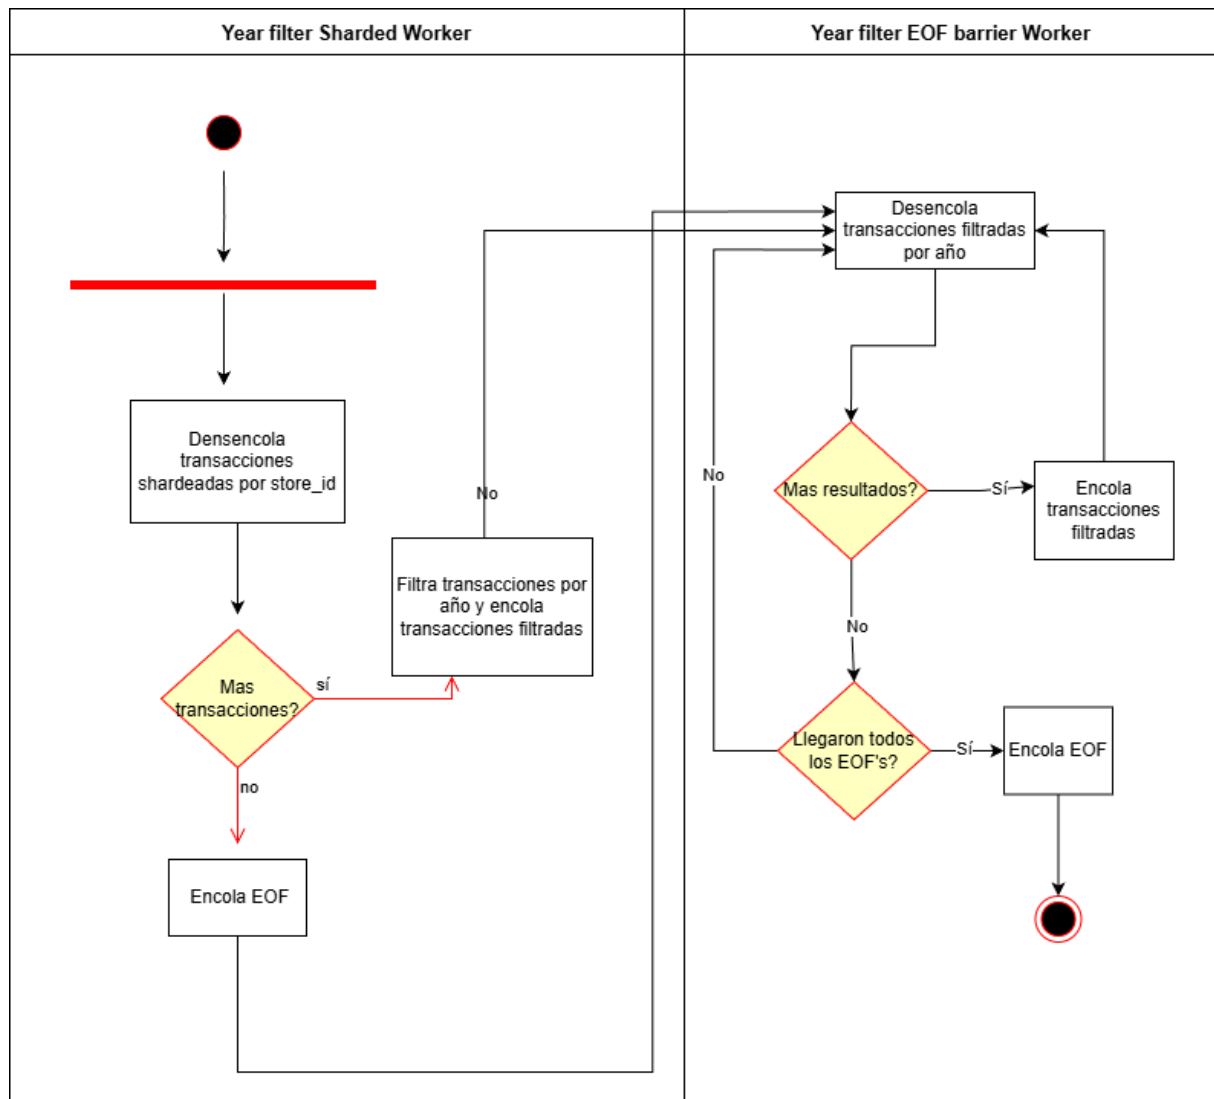 Year filter Sharded Worker
Year filter EOF barrier Worker
Densencola
transacciones
shardeadas por store_id
Mas
transacciones?
sí
no
Filtra transacciones por
año y encola
transacciones filtradas
No
Encola EOF
Desencola
transacciones filtradas
por año
Mas resultados?
Sí
Encola
transacciones
filtradas
No
No
Llegaron todos
los EOF's?
Sí
Encola EOF